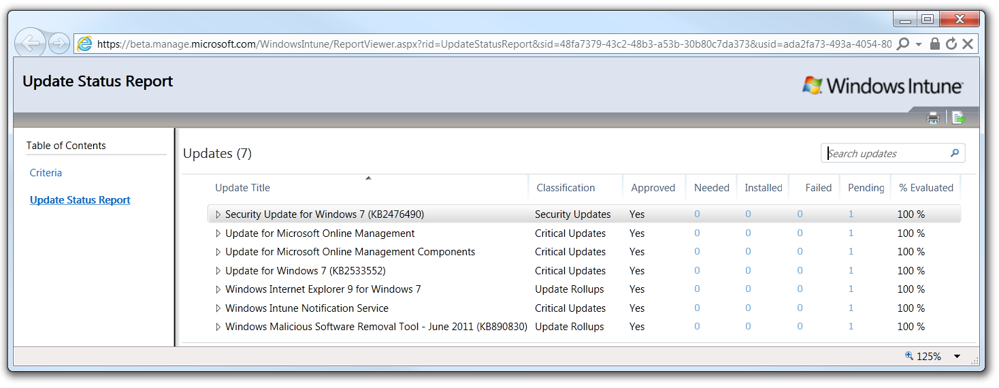 https://beta.manage.microsoft.com/WindowsIntune/ReportViewer.aspx?rid=UpdateStatusReport&sid=48fa7379-43c2-48b3-a53b-30b80c7da373&usid=ada2fa73-493a-4054-80
Update Status Report
Windows Intune
Table of Contents
Criteria
Update Status Report
Updates (7)
Search updates
Update Title Classification Approved Needed Installed Failed Pending % Evaluated
Security Update for Windows 7 (KB2476490) Security Updates Yes 0 0 0 1 100 %
Update for Microsoft Online Management Critical Updates Yes 0 0 0 1 100 %
Update for Microsoft Online Management Components Critical Updates Yes 0 0 0 1 100 %
Update for Windows 7 (KB2533552) Critical Updates Yes 0 0 0 1 100 %
Windows Internet Explorer 9 for Windows 7 Update Rollups Yes 0 0 0 1 100 %
Windows Intune Notification Service Critical Updates Yes 0 0 0 1 100 %
Windows Malicious Software Removal Tool - June 2011 (KB890830) Update Rollups Yes 0 0 0 1 100 %
125%